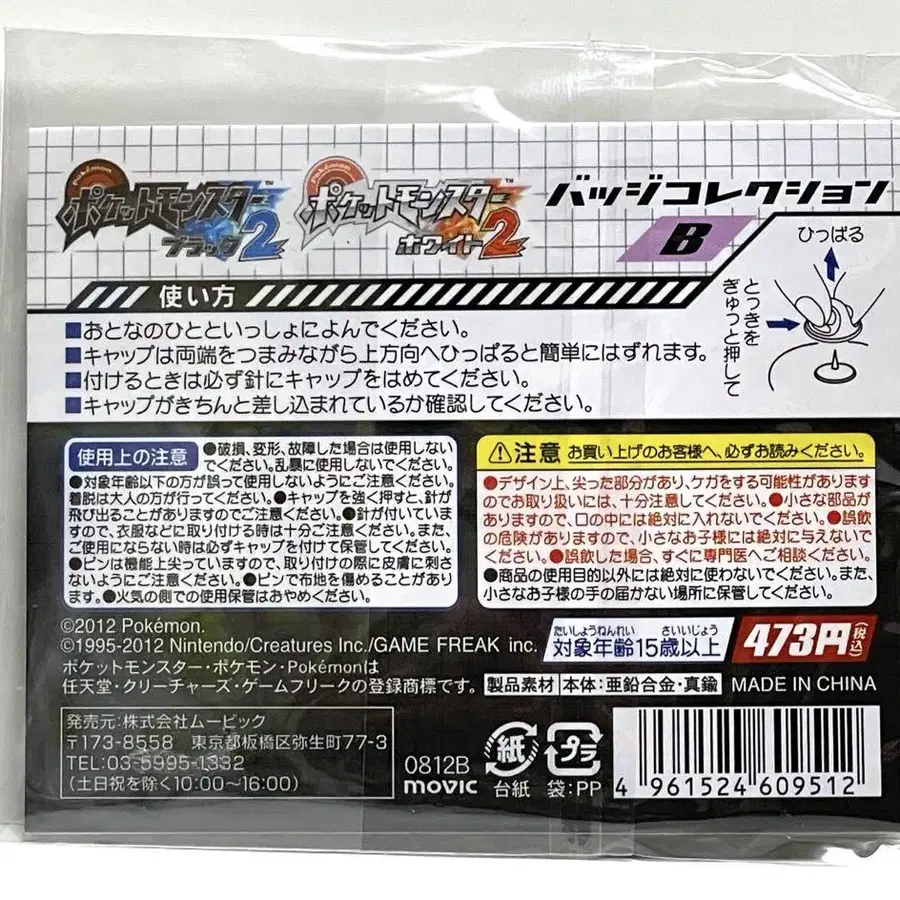 Pokémon
ポケットモンスター™
ブラック2
Pokémon
ポケットモンスター™
ホワイト2
バッジコレクション
B
ひっぱる
とっきを
ぎゅっと押して
使い方
■おとなのひとといっしょによんでください。
■キャップは両端をつまみながら上方向へひっぱると簡単にはずれます。
■付けるときは必ず針にキャップをはめてください。
■キャップがきちんと差し込まれているか確認してください。
使用上の注意
●破損、変形、故障した場合は使用しない
でください。乱暴に使用しないでください。
●対象年齢以下の方が誤って使用しないようにご注意ください。
着脱は大人の方が行ってください。●キャップを強く押すと、針が
飛び出ることがありますのでご注意ください。●針が付いています
ので、衣服などに取り付ける時は十分ご注意ください。また、
ご使用にならない時は必ずキャップを付けて保管してください。
●ピンは機能上尖っていますので、取り付けの際に皮膚に刺さ
ないようにご注意ください。●ピンで布地を傷めることがありま
す。●火気の側での使用保管はおやめください。
⚠注意 お買い上げのお客様へ、必ずお読みください。
●デザイン上、尖った部分があり、ケガをする可能性があります
のでお取り扱いには、十分注意してください。●小さな部品が
ありますので、口の中には絶対に入れないでください。●誤飲
の危険がありますので、小さなお子様には絶対に与えないで
ください。●誤飲した場合、すぐに専門医へご相談ください。
●商品の使用目的以外には絶対に使わないでください。また、
小さなお子様の手の届かない場所に保管してください。
©2012 Pokémon.
©1995-2012 Nintendo/Creatures Inc./GAME FREAK inc.
ポケットモンスター・ポケモン・Pokémonは
任天堂・クリーチャーズ・ゲームフリークの登録商標です。
たいしょうねんれい さいいじょう
対象年齢15歳以上
473円(税込)
製品素材 本体:亜鉛合金・真鍮 MADE IN CHINA
発売元:株式会社ムービック
〒173-8558 東京都板橋区弥生町77-3
TEL:03-5995-1332
(土日祝を除く10:00〜16:00)
0812B
movic
紙
台紙
プラ
袋:PP
4 961524 609512